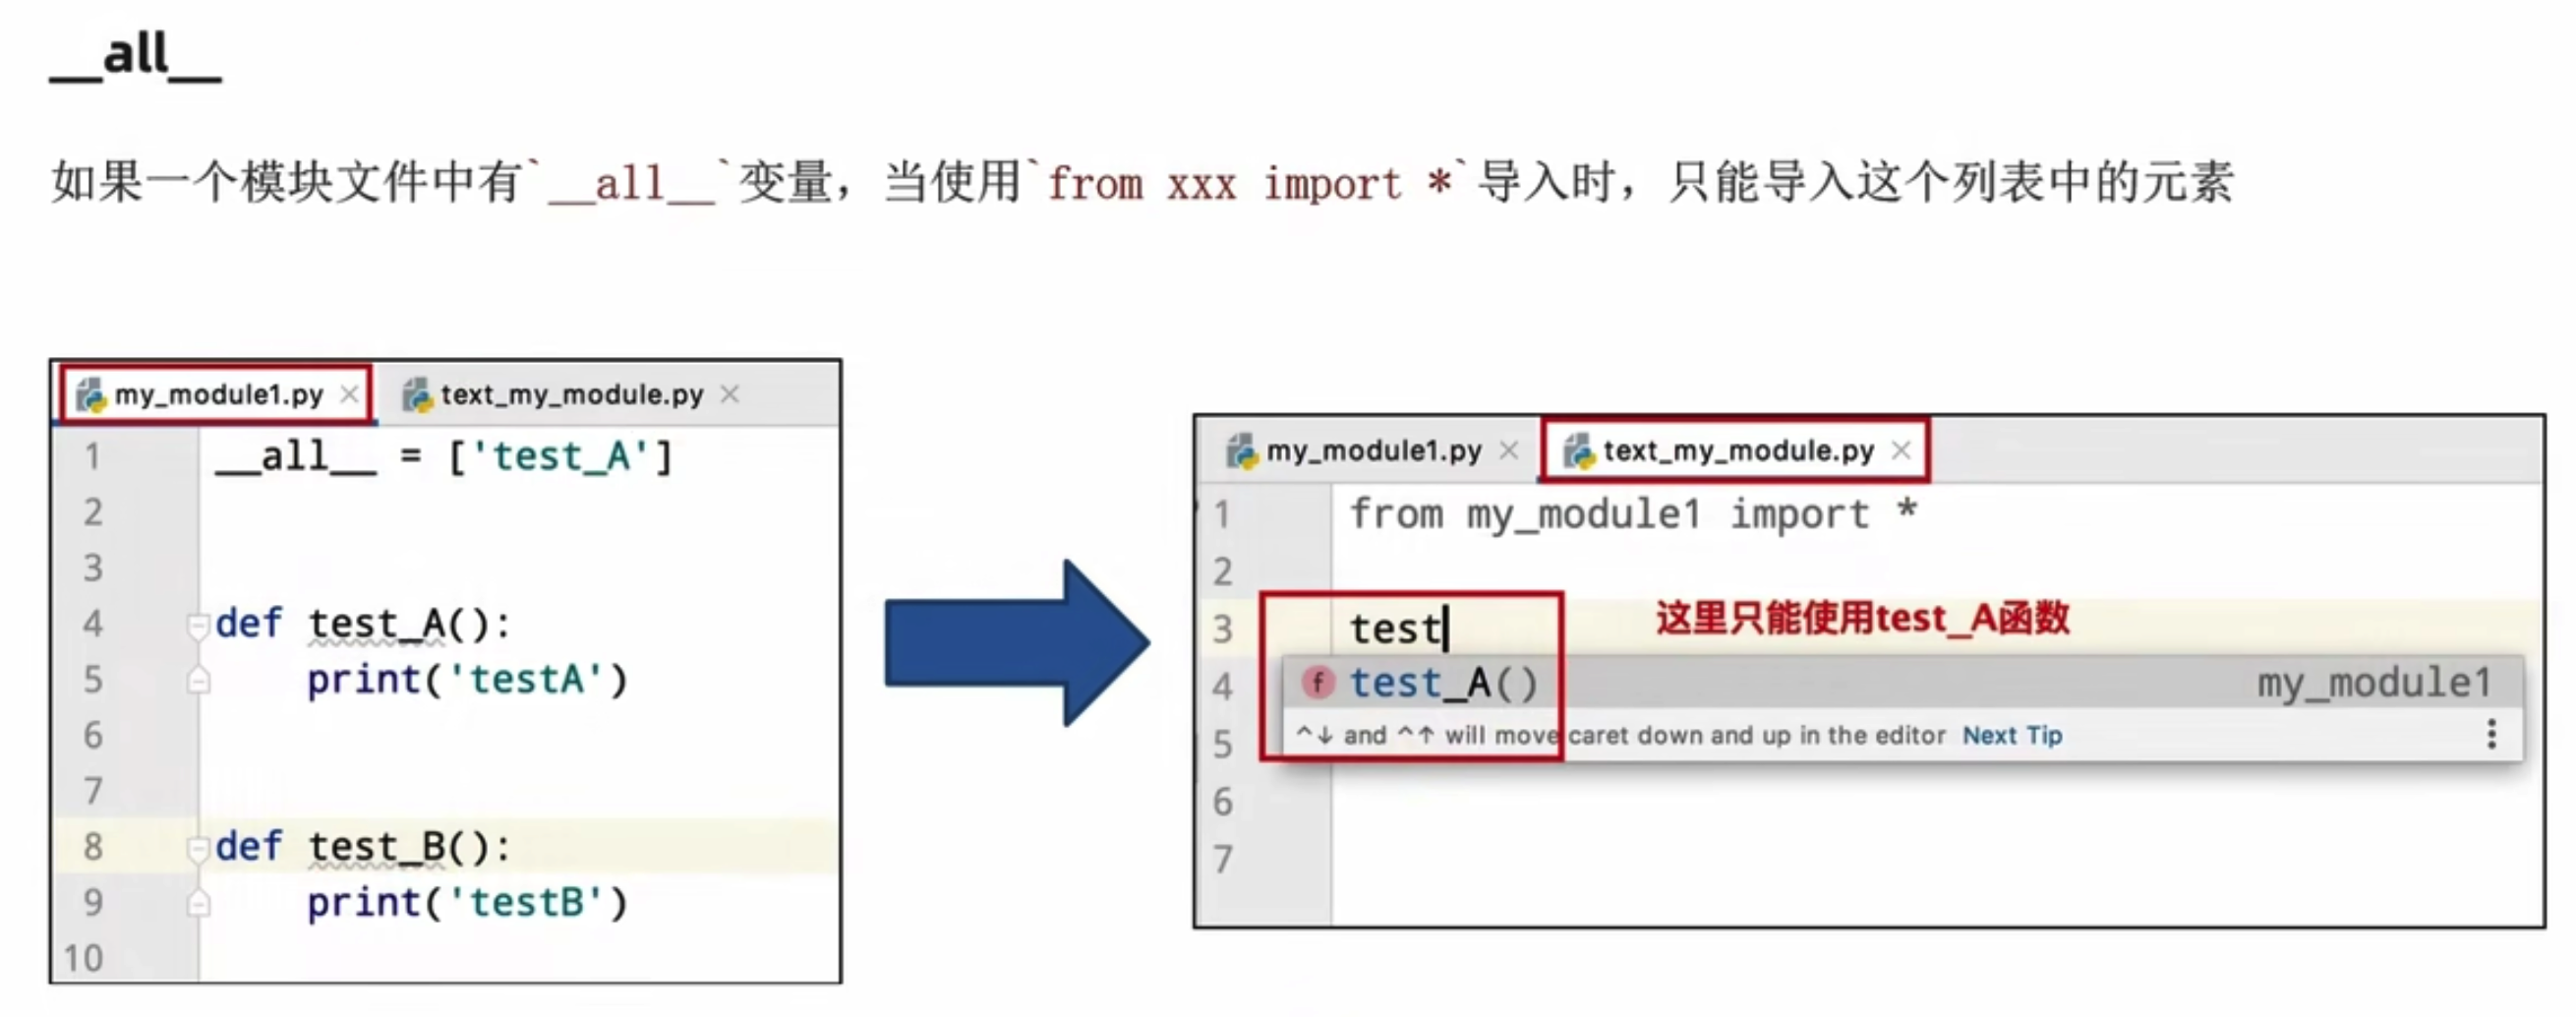 __all__
如果一个模块文件中有`__all__`变量，当使用`from xxx import *`导入时，只能导入这个列表中的元素
my_module1.py × text_my_module.py ×
1 __all__ = ['test_A']
2
3
4 def test_A():
5     print('testA')
6
7
8 def test_B():
9     print('testB')
10
my_module1.py × text_my_module.py ×
1 from my_module1 import *
2
3 test 这里只能使用test_A函数
4 f test_A() my_module1
5 ^↓ and ^↑ will move caret down and up in the editor Next Tip
6
7